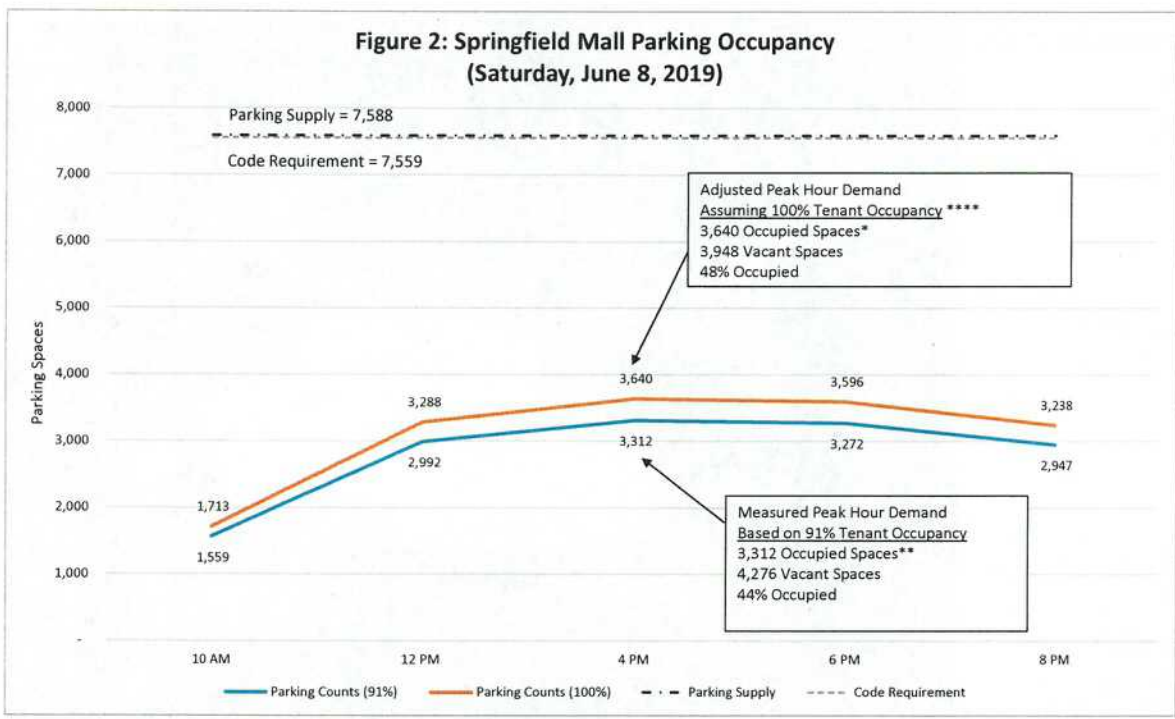 Figure 2: Springfield Mall Parking Occupancy
(Saturday, June 8, 2019)
Parking Spaces
8,000
7,000
6,000
5,000
4,000
3,000
2,000
1,000
-
Parking Supply = 7,588
Code Requirement = 7,559
Adjusted Peak Hour Demand
Assuming 100% Tenant Occupancy ****
3,640 Occupied Spaces*
3,948 Vacant Spaces
48% Occupied
1,713
3,288
3,640
3,596
3,238
1,559
2,992
3,312
3,272
2,947
Measured Peak Hour Demand
Based on 91% Tenant Occupancy
3,312 Occupied Spaces**
4,276 Vacant Spaces
44% Occupied
10 AM
12 PM
4 PM
6 PM
8 PM
Parking Counts (91%)
Parking Counts (100%)
Parking Supply
Code Requirement